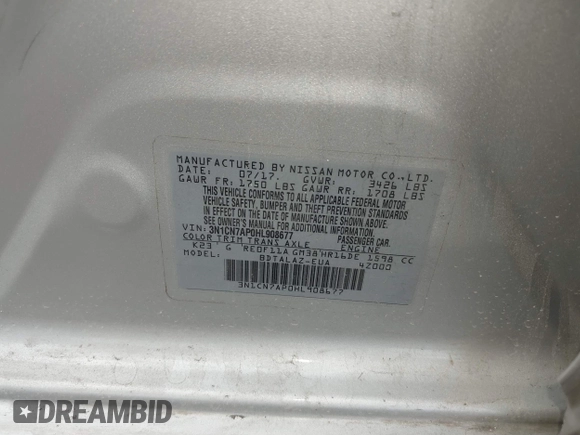 MANUFACTURED BY NISSAN MOTOR CO.,LTD.
DATE: 07/17. GVWR: 3426 LBS
GAWR FR: 1750 LBS GAWR RR: 1708 LBS
THIS VEHICLE CONFORMS TO ALL APPLICABLE FEDERAL MOTOR
VEHICLE SAFETY, BUMPER AND THEFT PREVENTION STANDARDS
IN EFFECT ON THE DATE OF MANUFACTURE SHOWN ABOVE.
SEE OWNER'S MANUAL FOR ADDITIONAL INFORMATION.
VIN: 3N1CN7AP0HL908677 PASSENGER CAR.
COLOR TRIM TRANS AXLE ENGINE
K23 G RE0F11A GM38 HR16DE 1598 CC
MODEL: BDTALAZ-EUA 4Z000
3N1CN7AP0HL908677
DREAMBID